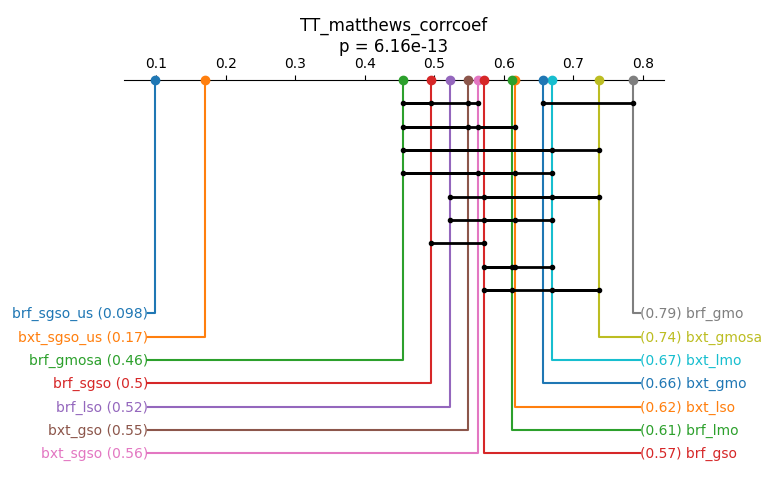 TT_matthews_corrcoef
p = 6.16e-13
0.1 0.2 0.3 0.4 0.5 0.6 0.7 0.8
brf_sgso_us (0.098) (0.79) brf_gmo
bxt_sgso_us (0.17) (0.74) bxt_gmosa
brf_gmosa (0.46) (0.67) bxt_lmo
brf_sgso (0.5) (0.66) bxt_gmo
brf_lso (0.52) (0.62) bxt_lso
bxt_gso (0.55) (0.61) brf_lmo
bxt_sgso (0.56) (0.57) brf_gso